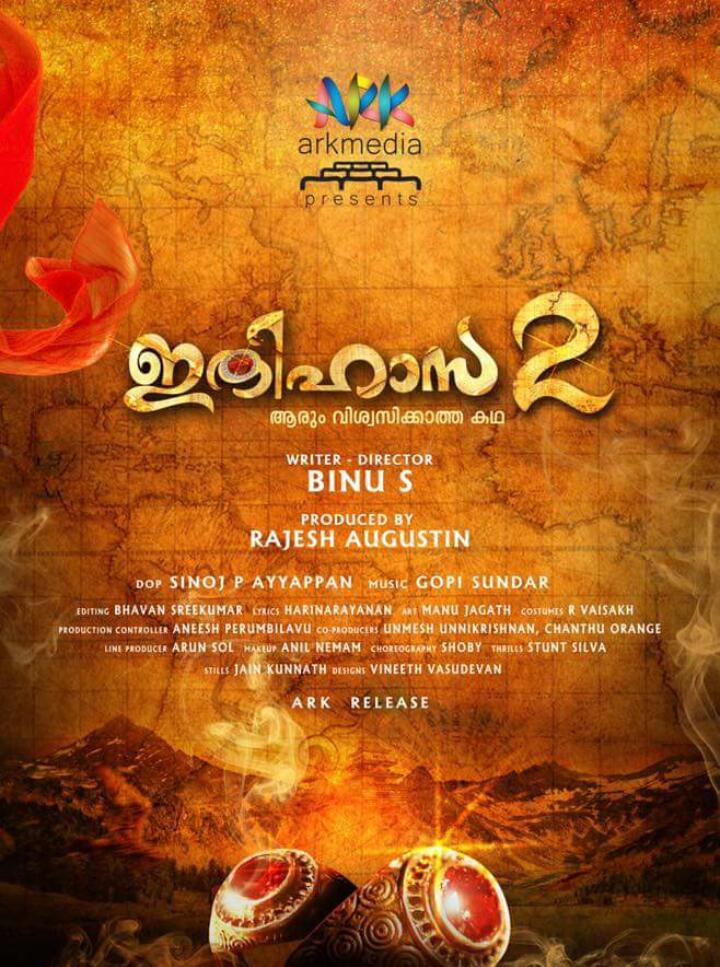 ARK
arkmedia
presents
ഇതിഹാസ 2
ആരും വിശ്വസിക്കാത്ത കഥ
WRITER - DIRECTOR
BINU S
PRODUCED BY
RAJESH AUGUSTIN
DOP SINOJ P AYYAPPAN MUSIC GOPI SUNDAR
EDITING BHAVAN SREEKUMAR LYRICS HARINARAYANAN ART MANU JAGATH COSTUMES R VAISAKH
PRODUCTION CONTROLLER ANEESH PERUMBILAVU CO-PRODUCERS UNMESH UNNIKRISHNAN, CHANTHU ORANGE
LINE PRODUCER ARUN SOL MAKEUP ANIL NEMAM CHOREOGRAPHY SHOBY THRILLS STUNT SILVA
STILLS JAIN KUNNATH DESIGNS VINEETH VASUDEVAN
ARK RELEASE